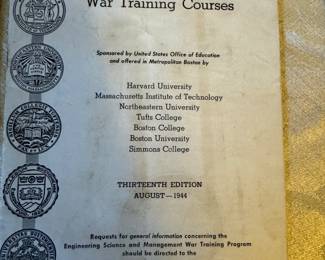 War Training Courses
Sponsored by United States Office of Education
and offered in Metropolitan Boston by
Harvard University
Massachusetts Institute of Technology
Northeastern University
Tufts College
Boston College
Boston University
Simmons College
THIRTEENTH EDITION
AUGUST—1944
Requests for general information concerning the
Engineering Science and Management War Training Program
should be directed to the